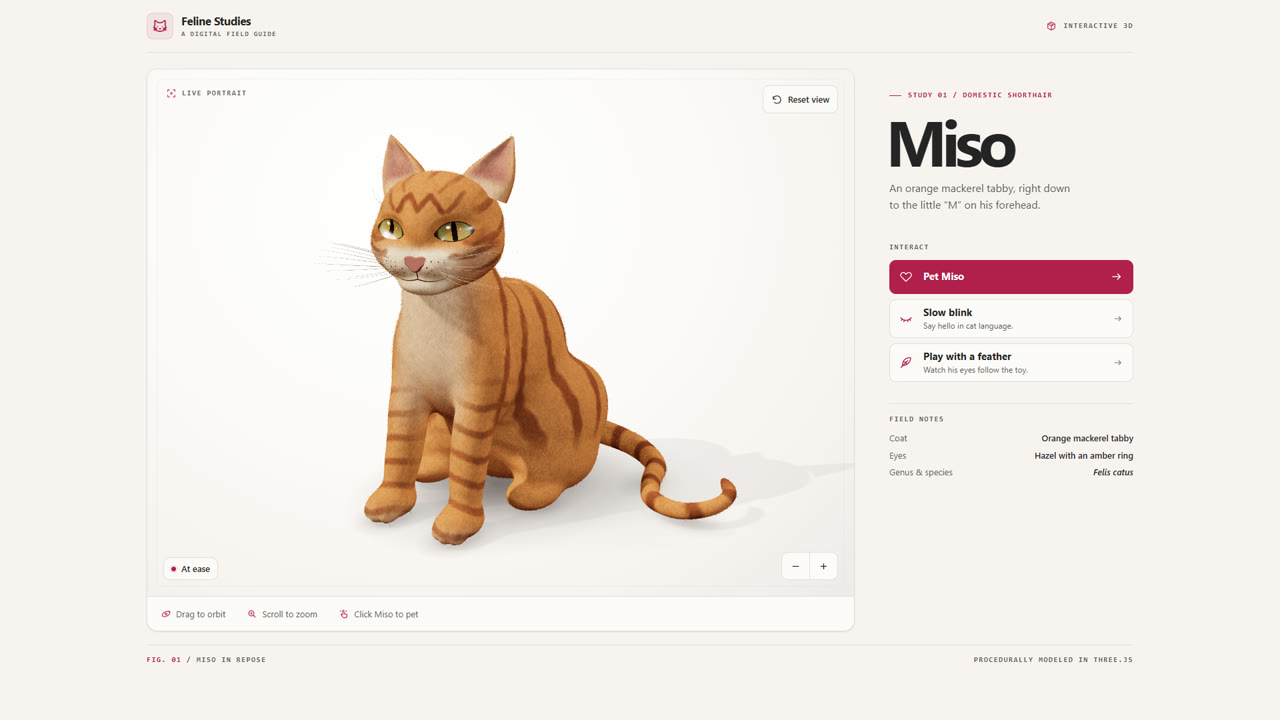 Feline Studies
A DIGITAL FIELD GUIDE
INTERACTIVE 3D
LIVE PORTRAIT
Reset view
At ease
−
+
Drag to orbit
Scroll to zoom
Click Miso to pet
STUDY 01 / DOMESTIC SHORTHAIR
Miso
An orange mackerel tabby, right down
to the little “M” on his forehead.
INTERACT
Pet Miso
Slow blink
Say hello in cat language.
Play with a feather
Watch his eyes follow the toy.
FIELD NOTES
Coat Orange mackerel tabby
Eyes Hazel with an amber ring
Genus & species Felis catus
FIG. 01 / MISO IN REPOSE
PROCEDURALLY MODELED IN THREE.JS